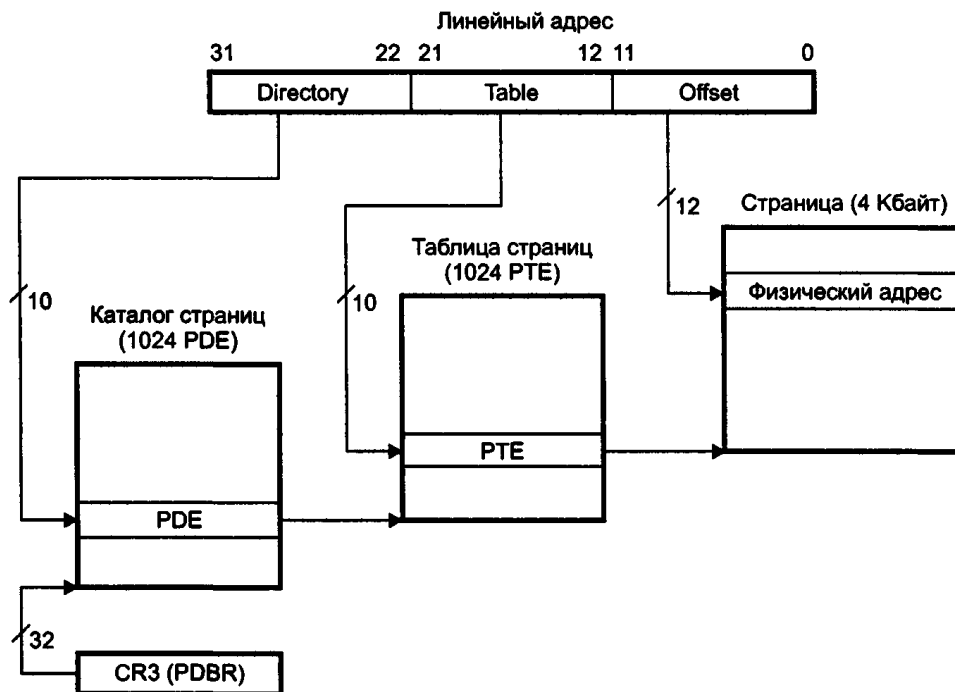 Линейный адрес
31 22 21 12 11 0
Directory Table Offset
12
Страница (4 Кбайт)
Физический адрес
Таблица страниц
(1024 PTE)
10
PTE
10
Каталог страниц
(1024 PDE)
PDE
32
CR3 (PDBR)